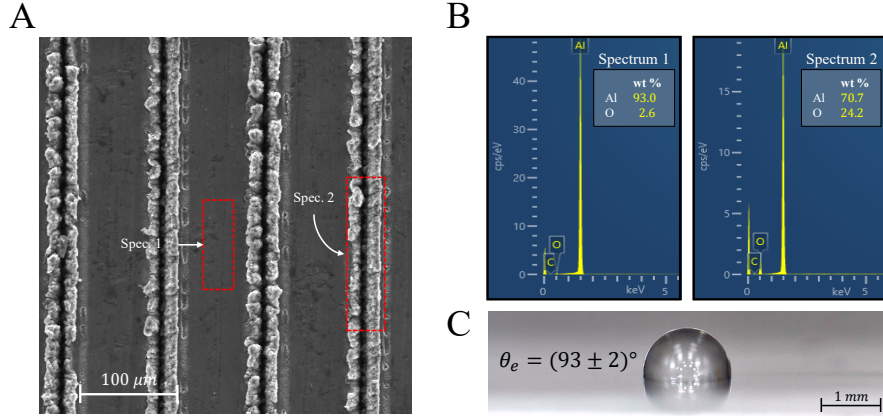 A
Spec. 1
Spec. 2
100 μm
B
Al
Spectrum 1
wt %
Al 93.0
O 2.6
40
30
20
10
0
cps/eV
O
C
0
keV
5
Al
Spectrum 2
wt %
Al 70.7
O 24.2
15
10
5
0
cps/eV
O
C
0
keV
5
C
θₑ = (93 ± 2)°
1 mm